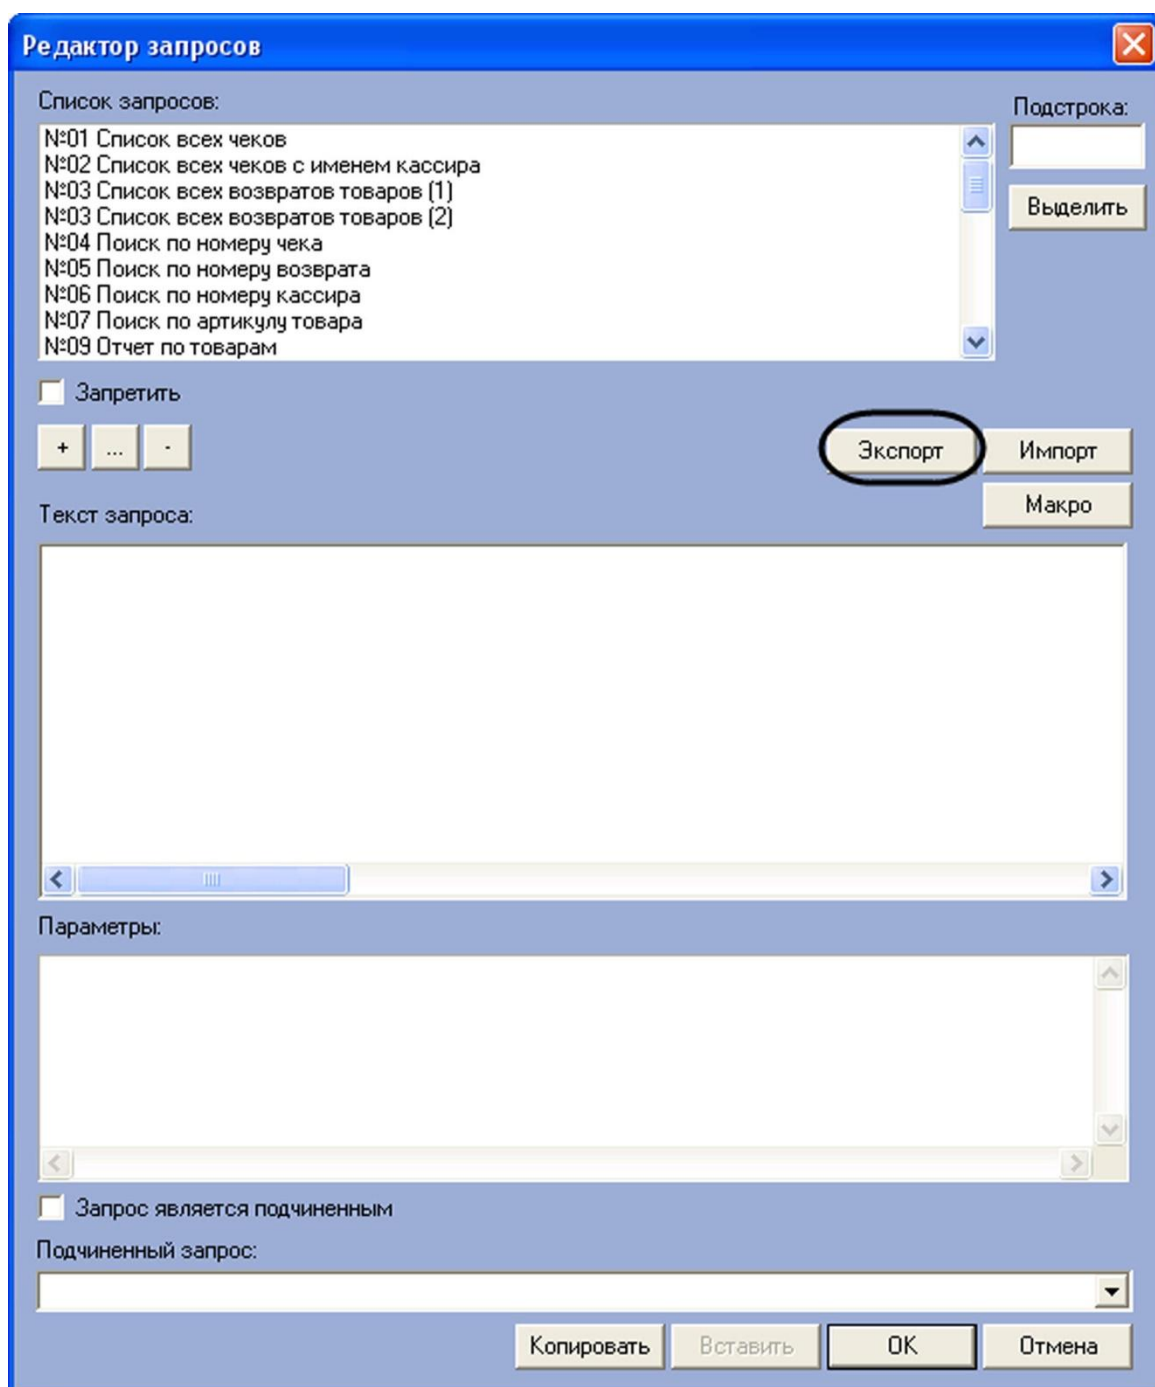 Редактор запросов
Список запросов:
Подстрока:
№01 Список всех чеков
№02 Список всех чеков с именем кассира
№03 Список всех возвратов товаров (1)
№03 Список всех возвратов товаров (2)
№04 Поиск по номеру чека
№05 Поиск по номеру возврата
№06 Поиск по номеру кассира
№07 Поиск по артикулу товара
№09 Отчет по товарам
Выделить
Запретить
+ ... -
Экспорт Импорт
Макро
Текст запроса:
Параметры:
Запрос является подчиненным
Подчиненный запрос:
Копировать Вставить OK Отмена